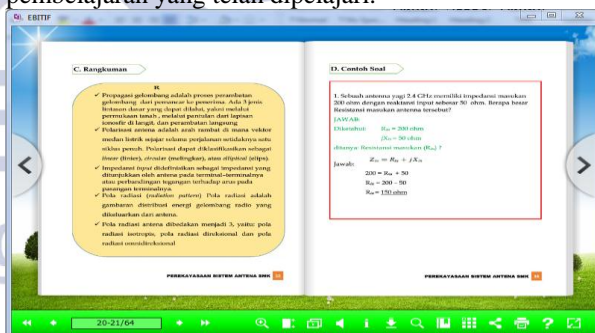 pembelajaran yang telah dipelajari.
EBITIF
C. Rangkuman
✓ Propagasi gelombang adalah proses perambatan
gelombang dari pemancar ke penerima. Ada 3 jenis
lintasan dasar yang dapat dilalui, yakni melalui
permukaan tanah, melalui pantulan dari lapisan
ionosfir di langit, dan perambatan langsung
✓ Polarisasi antena adalah arah rambat di mana vektor
medan listrik sejajar selama perjalanan setidaknya satu
siklus penuh. Polarisasi dapat diklasifikasikan sebagai
linear (linier), circular (melingkar), atau elliptical (elips).
✓ Impedansi input didefinisikan sebagai impedansi yang
ditunjukkan oleh antena pada terminal-terminalnya
atau perbandingan tegangan terhadap arus pada
pasangan terminalnya.
✓ Pola radiasi (radiation pattern) Pola radiasi adalah
gambaran distribusi energi gelombang radio yang
dikeluarkan dari antena.
✓ Pola radiasi antena dibedakan menjadi 3, yaitu: pola
radiasi isotropis, pola radiasi direksional dan pola
radiasi omnidireksional
PEREKAYASAAN SISTEM ANTENA SMK
D. Contoh Soal
1. Sebuah antenna yagi 2.4 GHz memiliki impedansi masukan
200 ohm dengan reaktansi input sebesar 50 ohm. Berapa besar
Resistansi masukan antenna tersebut?
JAWAB:
Diketahui:
= 200 ohm
= 50 ohm
ditanya: Resistansi masukan (Rin) ?
Jawab:
Zin = Rin + jXin
200 = Rin + 50
Rin = 200 - 50
Rin = 150 ohm
PEREKAYASAAN SISTEM ANTENA SMK
20-21/64